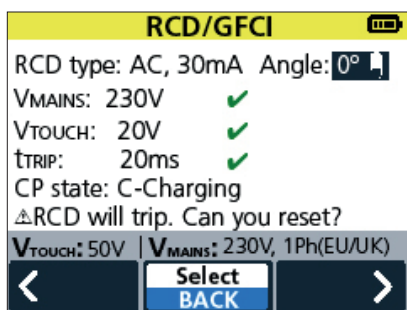 RCD/GFCI
RCD type: AC, 30mA Angle: 0°
VMAINS: 230V ✔
VTOUCH: 20V ✔
tTRIP: 20ms ✔
CP state: C-Charging
⚠RCD will trip. Can you reset?
VTOUCH: 50V | VMAINS: 230V, 1Ph(EU/UK)
Select
BACK